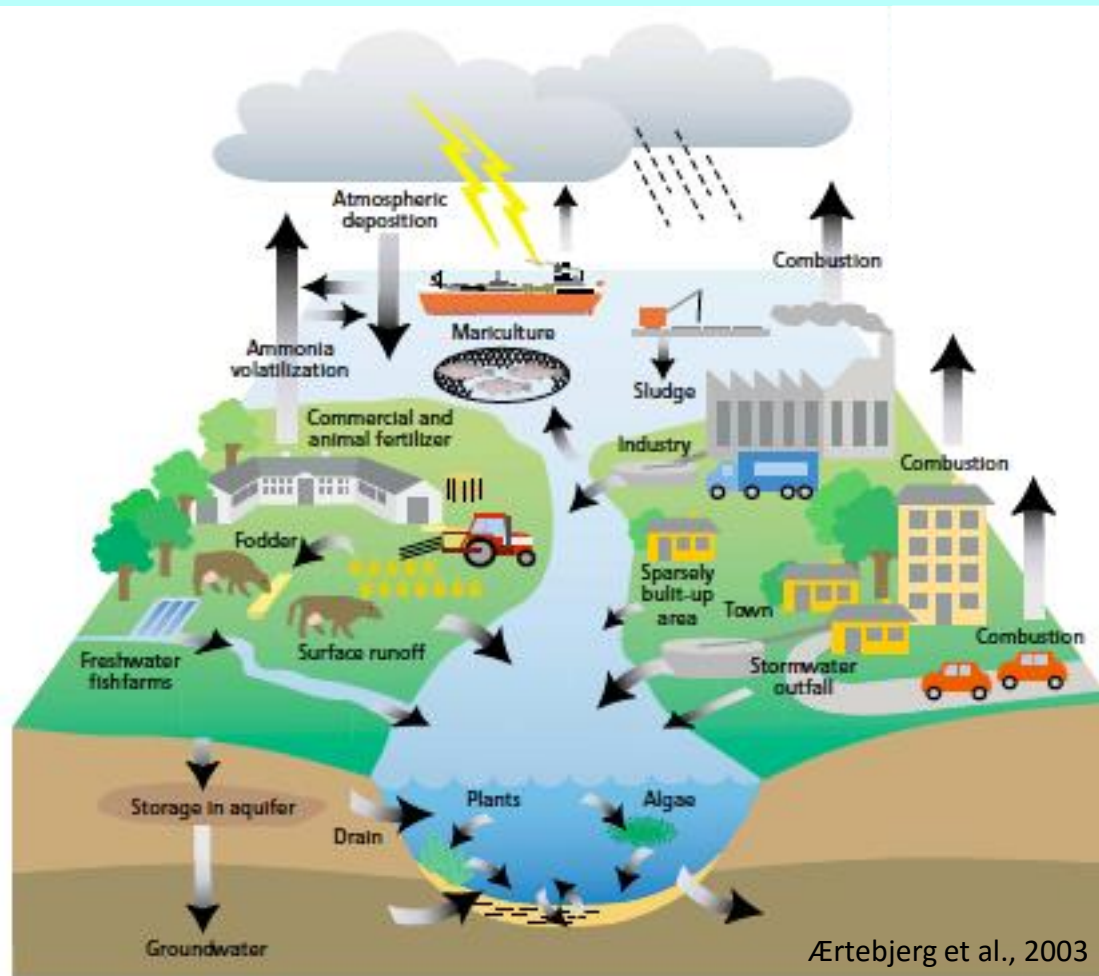 Atmospheric
deposition
Combustion
Mariculture
Ammonia
volatilization
Sludge
Commercial and
animal fertilizer
Industry
Combustion
Fodder
Sparsely
bulit-up
area
Town
Combustion
Surface runoff
Freshwater
fishfarms
Stormwater
outfall
Storage in aquifer
Plants
Algae
Drain
Groundwater
Ærtebjerg et al., 2003